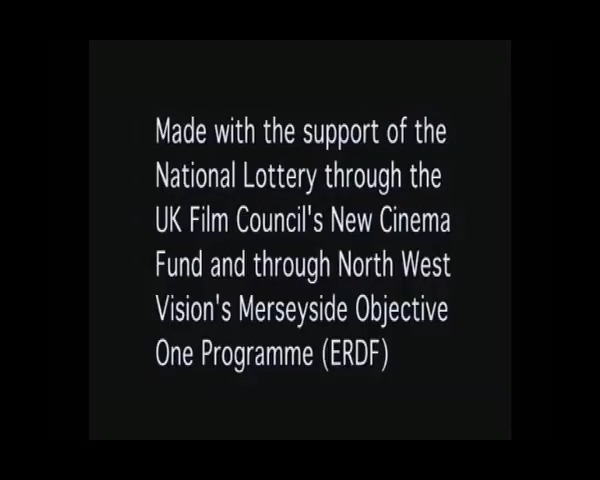 Made with the support of the
National Lottery through the
UK Film Council's New Cinema
Fund and through North West
Vision's Merseyside Objective
One Programme (ERDF)